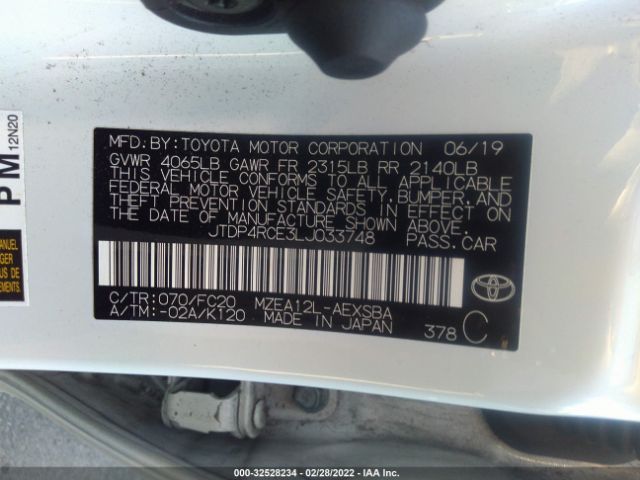 MFD.BY:TOYOTA MOTOR CORPORATION 06/19
GVWR 4065LB GAWR FR 2315LB RR 2140LB
THIS VEHICLE CONFORMS TO ALL APPLICABLE
FEDERAL MOTOR VEHICLE SAFETY,BUMPER,AND
THEFT PREVENTION STANDARDS IN EFFECT ON
THE DATE OF MANUFACTURE SHOWN ABOVE.
JTDP4RCE3LJ033748 PASS.CAR
C/TR:070/FC20 MZEA12L-AEXSBA
A/TM:-02A/K120 MADE IN JAPAN 378 C
PM 12N20
MANUAL
000-32528234 - 02/28/2022 - IAA Inc.